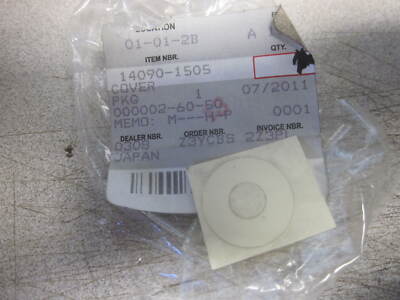 LOCATION
01-01-2B A
ITEM NBR. QTY.
14090-1505
COVER 07/2011
PKG 1
000002-60-50
MEMO: M---M-P 0001
DEALER NBR. ORDER NBR. INVOICE NBR.
0309 Z3YCBS
JAPAN